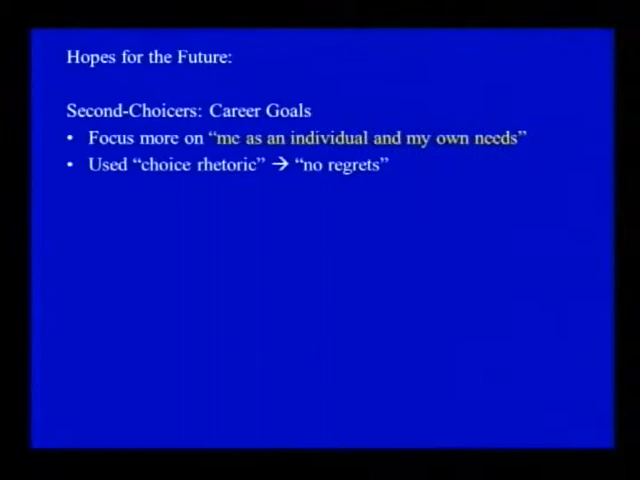 Hopes for the Future:
Second-Choicers: Career Goals
• Focus more on “me as an individual and my own needs”
• Used “choice rhetoric” → “no regrets”